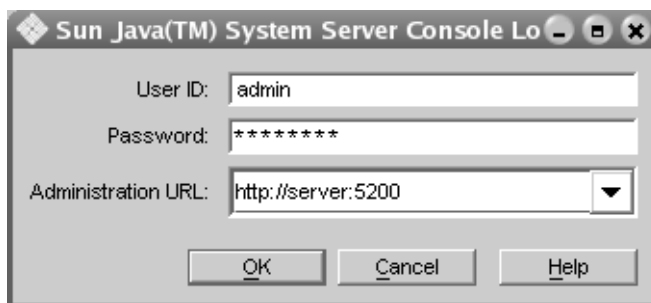 Sun Java(TM) System Server Console Lo
User ID: admin
Password: ********
Administration URL: http://server:5200
OK Cancel Help